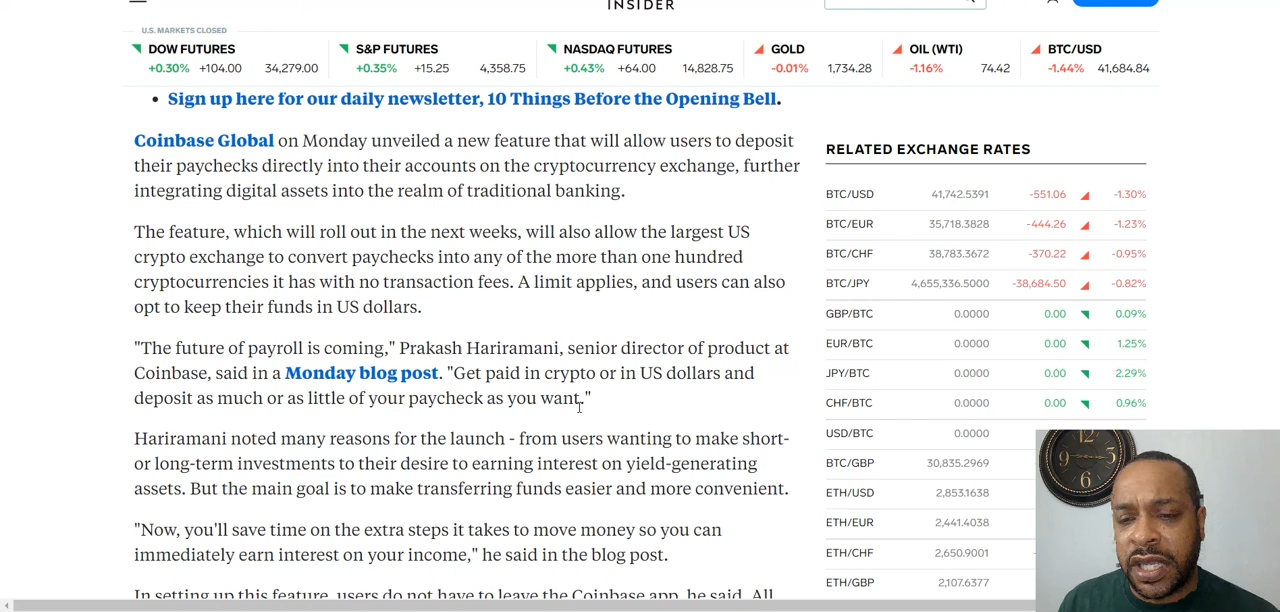 INSIDER
U.S. MARKETS CLOSED
DOW FUTURES
+0.30% +104.00 34,279.00
S&P FUTURES
+0.35% +15.25 4,358.75
NASDAQ FUTURES
+0.43% +64.00 14,828.75
GOLD
-0.01% 1,734.28
OIL (WTI)
-1.16% 74.42
BTC/USD
-1.44% 41,684.84
• Sign up here for our daily newsletter, 10 Things Before the Opening Bell.
Coinbase Global on Monday unveiled a new feature that will allow users to deposit
their paychecks directly into their accounts on the cryptocurrency exchange, further
integrating digital assets into the realm of traditional banking.
The feature, which will roll out in the next weeks, will also allow the largest US
crypto exchange to convert paychecks into any of the more than one hundred
cryptocurrencies it has with no transaction fees. A limit applies, and users can also
opt to keep their funds in US dollars.
"The future of payroll is coming," Prakash Hariramani, senior director of product at
Coinbase, said in a Monday blog post. "Get paid in crypto or in US dollars and
deposit as much or as little of your paycheck as you want."
Hariramani noted many reasons for the launch - from users wanting to make short-
or long-term investments to their desire to earning interest on yield-generating
assets. But the main goal is to make transferring funds easier and more convenient.
"Now, you'll save time on the extra steps it takes to move money so you can
immediately earn interest on your income," he said in the blog post.
In setting up this feature, users do not have to leave the Coinbase app, he said. All
RELATED EXCHANGE RATES
BTC/USD 41,742.5391 -551.06 -1.30%
BTC/EUR 35,718.3828 -444.26 -1.23%
BTC/CHF 38,783.3672 -370.22 -0.95%
BTC/JPY 4,655,336.5000 -38,684.50 -0.82%
GBP/BTC 0.0000 0.00 0.09%
EUR/BTC 0.0000 0.00 1.25%
JPY/BTC 0.0000 0.00 2.29%
CHF/BTC 0.0000 0.00 0.96%
USD/BTC 0.0000
BTC/GBP 30,835.2969
ETH/USD 2,853.1638
ETH/EUR 2,441.4038
ETH/CHF 2,650.9001
ETH/GBP 2,107.6377